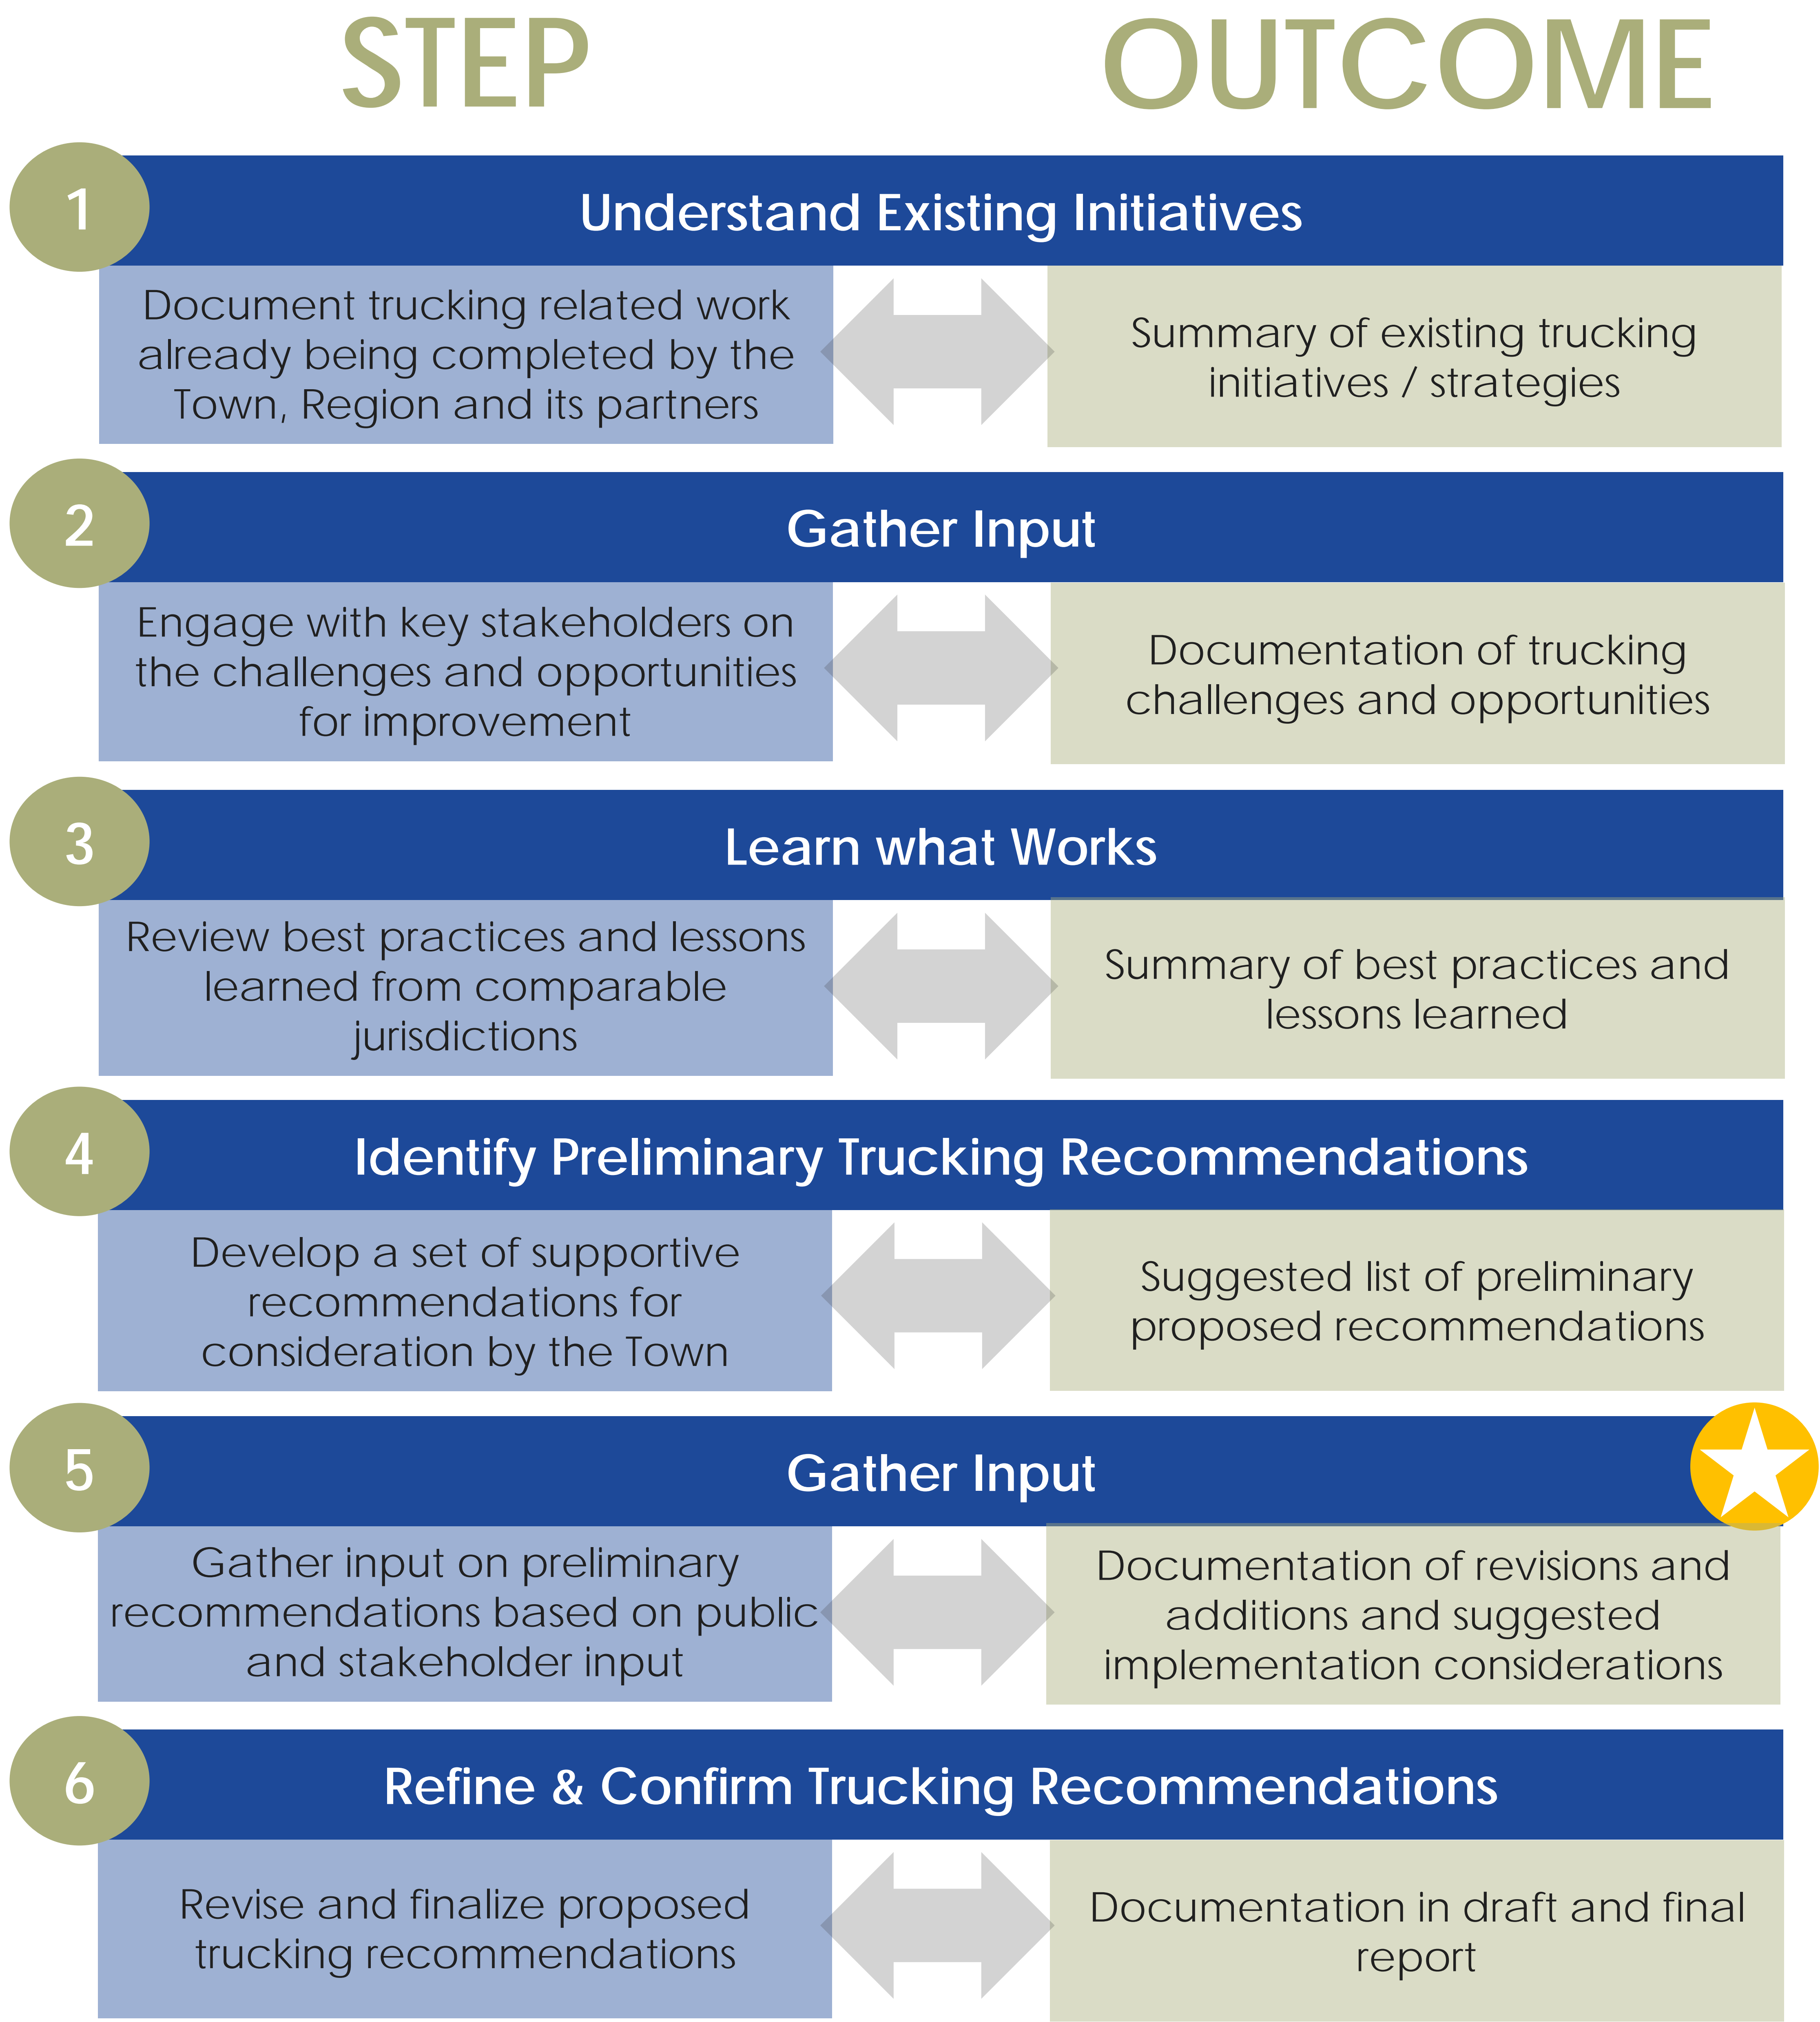 STEP
OUTCOME
1
Understand Existing Initiatives
Document trucking related work
already being completed by the
Town, Region and its partners
Summary of existing trucking
initiatives / strategies
2
Gather Input
Engage with key stakeholders on
the challenges and opportunities
for improvement
Documentation of trucking
challenges and opportunities
3
Learn what Works
Review best practices and lessons
learned from comparable
jurisdictions
Summary of best practices and
lessons learned
4
Identify Preliminary Trucking Recommendations
Develop a set of supportive
recommendations for
consideration by the Town
Suggested list of preliminary
proposed recommendations
5
Gather Input
Gather input on preliminary
recommendations based on public
and stakeholder input
Documentation of revisions and
additions and suggested
implementation considerations
6
Refine & Confirm Trucking Recommendations
Revise and finalize proposed
trucking recommendations
Documentation in draft and final
report